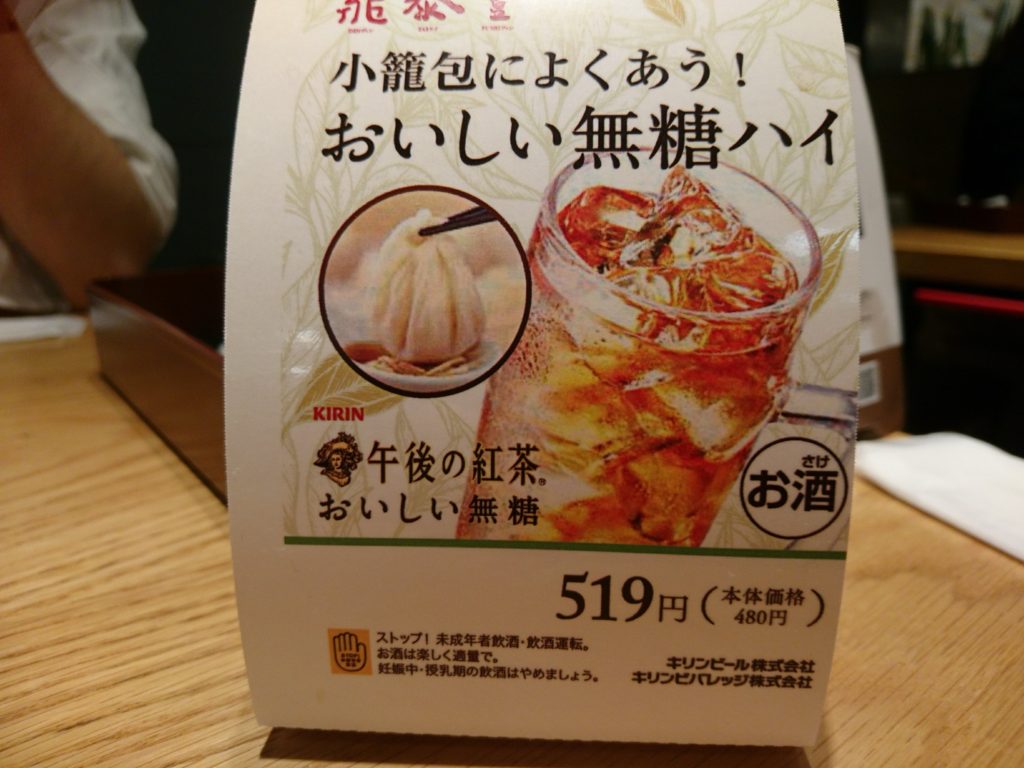 小籠包によくあう！
おいしい無糖ハイ
KIRIN
午後の紅茶®
おいしい無糖
さけ
お酒
519円（本体価格480円）
ストップ! 未成年者飲酒・飲酒運転。
お酒は楽しく適量で。
妊娠中・授乳期の飲酒はやめましょう。
キリンビール株式会社
キリンビバレッジ株式会社